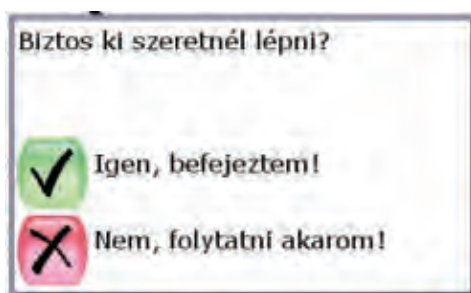 Biztos ki szeretnél lépni?
Igen, befejeztem!
Nem, folytatni akarom!